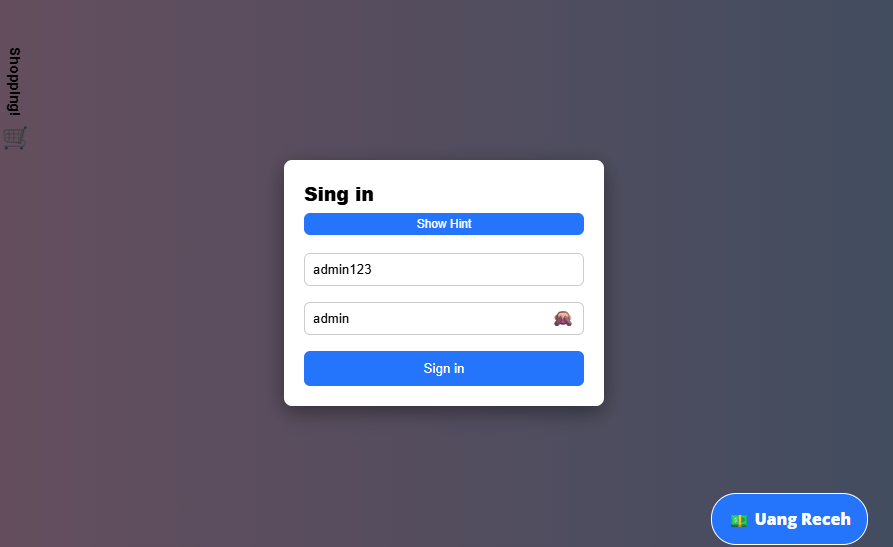 Shopping!
Sing in
Show Hint
admin123
admin
Sign in
Uang Receh